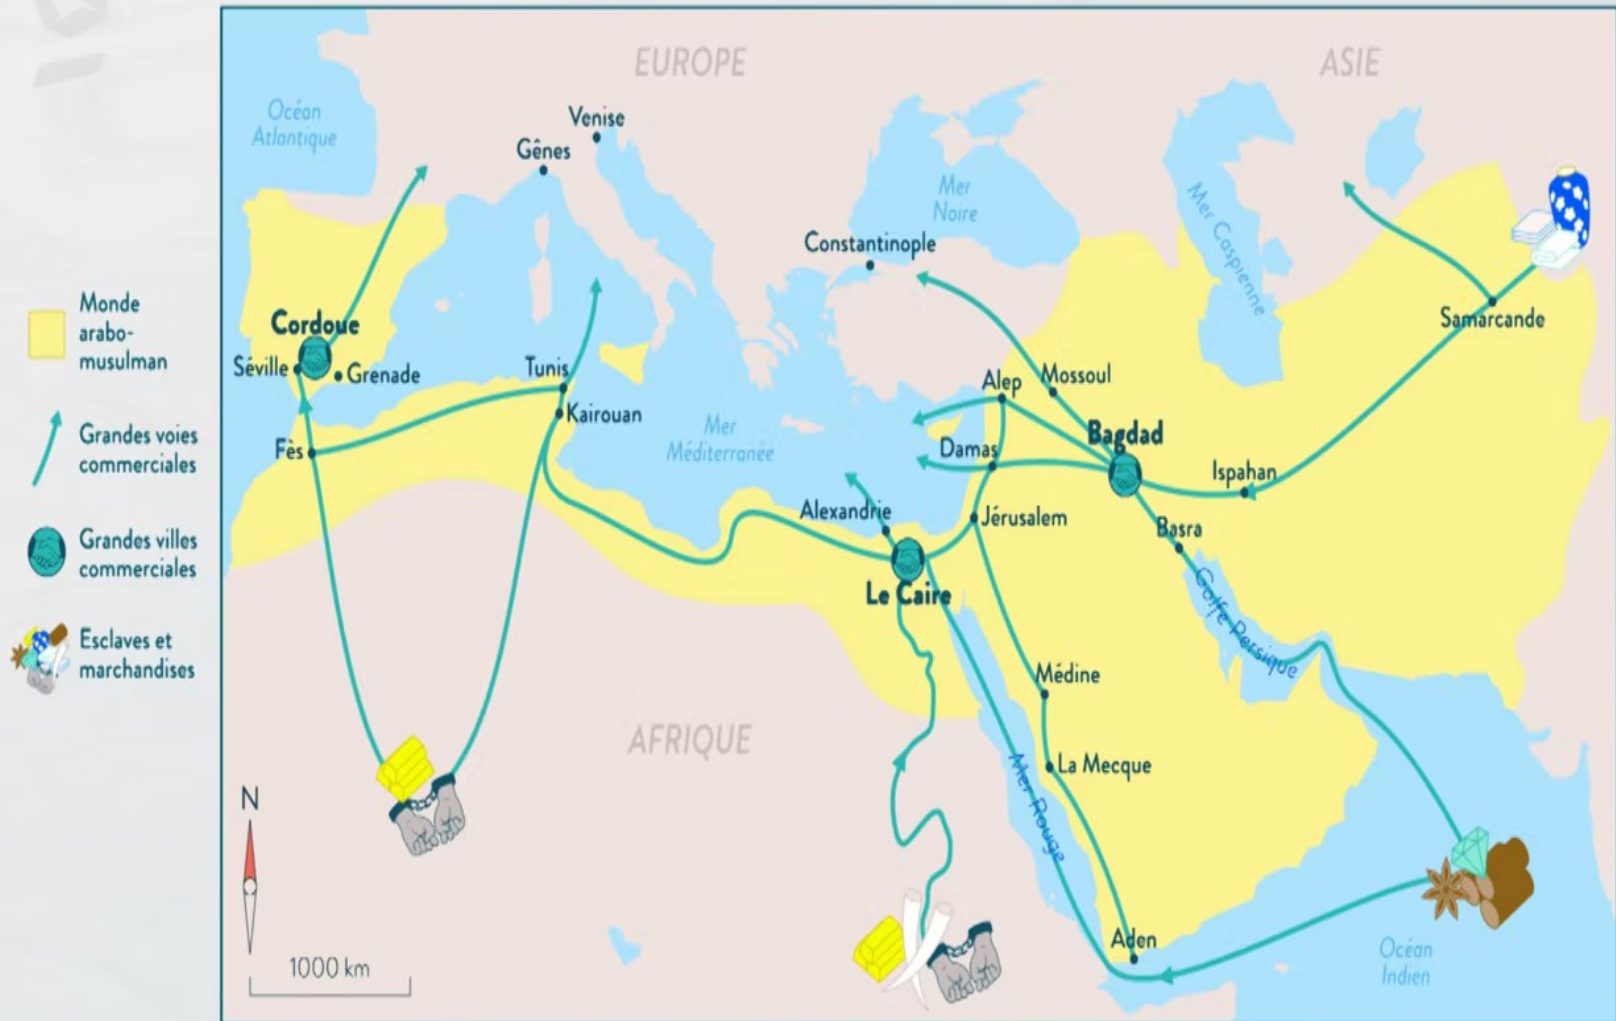 EUROPE
ASIE
Océan
Atlantique
Venise
Gênes
Mer
Noire
Mer Caspienne
Constantinople
Monde
arabo-
musulman
Cordoue
Séville
Grenade
Samarcande
Tunis
Kairouan
Alep
Mossoul
Grandes voies
commerciales
Fès
Mer
Méditerranée
Damas
Bagdad
Ispahan
Alexandrie
Jérusalem
Basra
Grandes villes
commerciales
Le Caire
Golfe Persique
Esclaves et
marchandises
Médine
AFRIQUE
La Mecque
Mer Rouge
N
Aden
Océan
Indien
1000 km